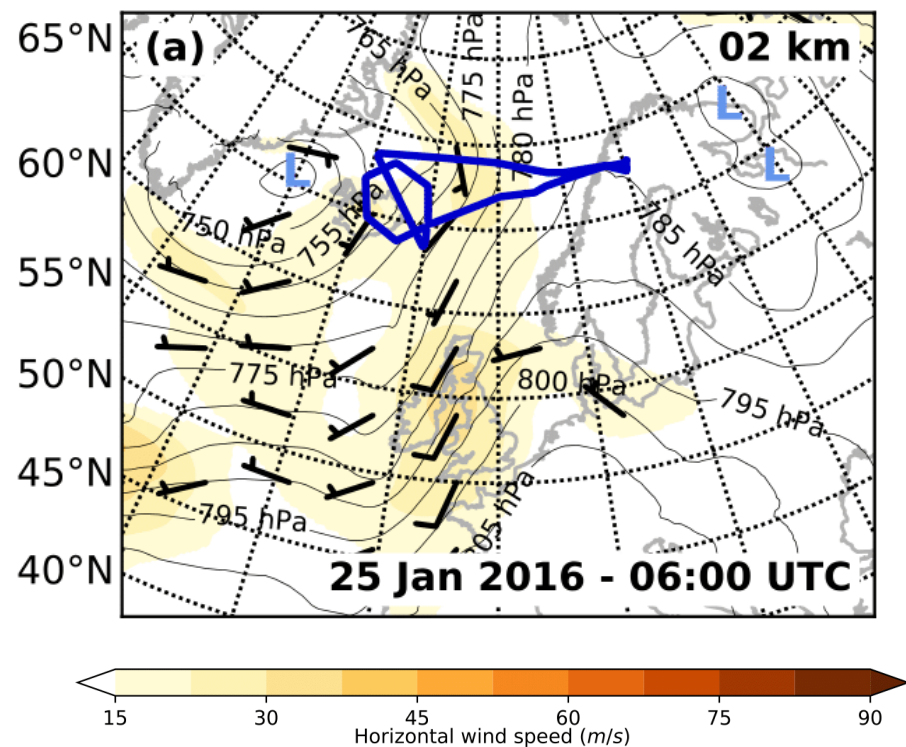 (a)
02 km
65°N
60°N
55°N
50°N
45°N
40°N
765 hPa
775 hPa
780 hPa
L
L
L
750 hPa
755 hPa
785 hPa
775 hPa
800 hPa
795 hPa
795 hPa
805 hPa
25 Jan 2016 - 06:00 UTC
15 30 45 60 75 90
Horizontal wind speed (m/s)